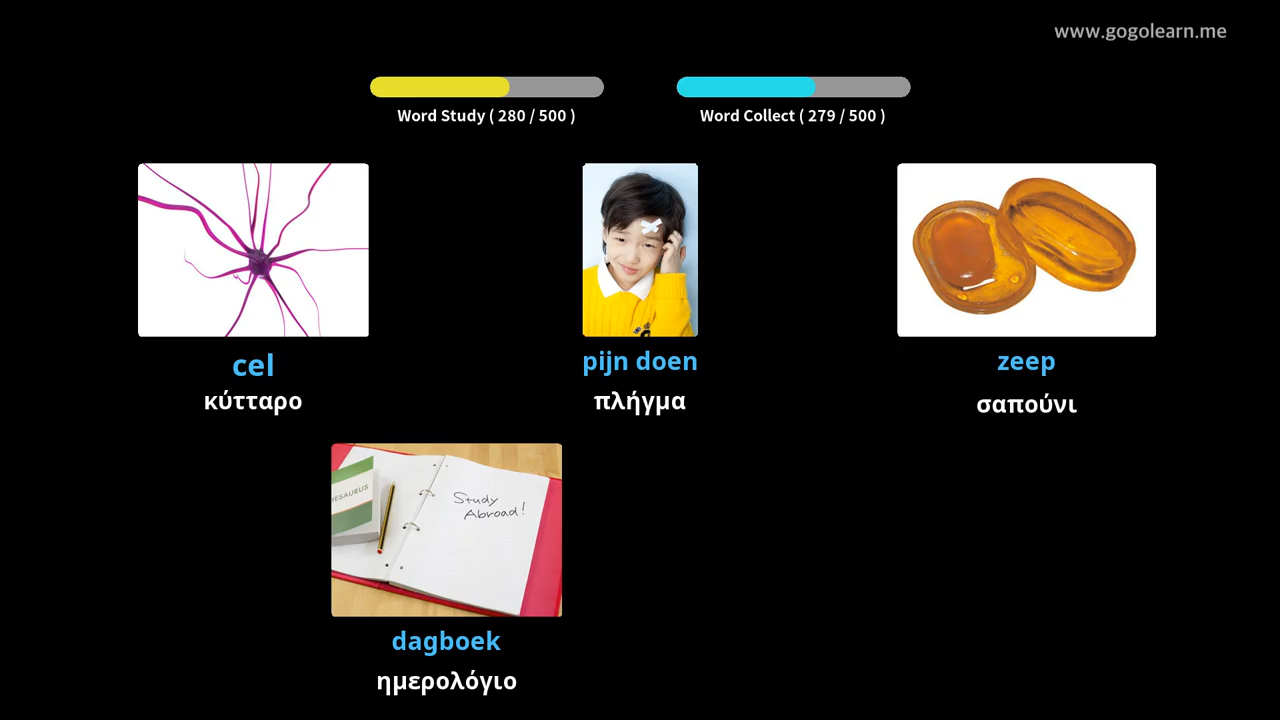 www.gogolearn.me
Word Study ( 280 / 500 )
Word Collect ( 279 / 500 )
cel
κύτταρο
pijn doen
πλήγμα
zeep
σαπούνι
HESAURUS
Study
Abroad!
dagboek
ημερολόγιο